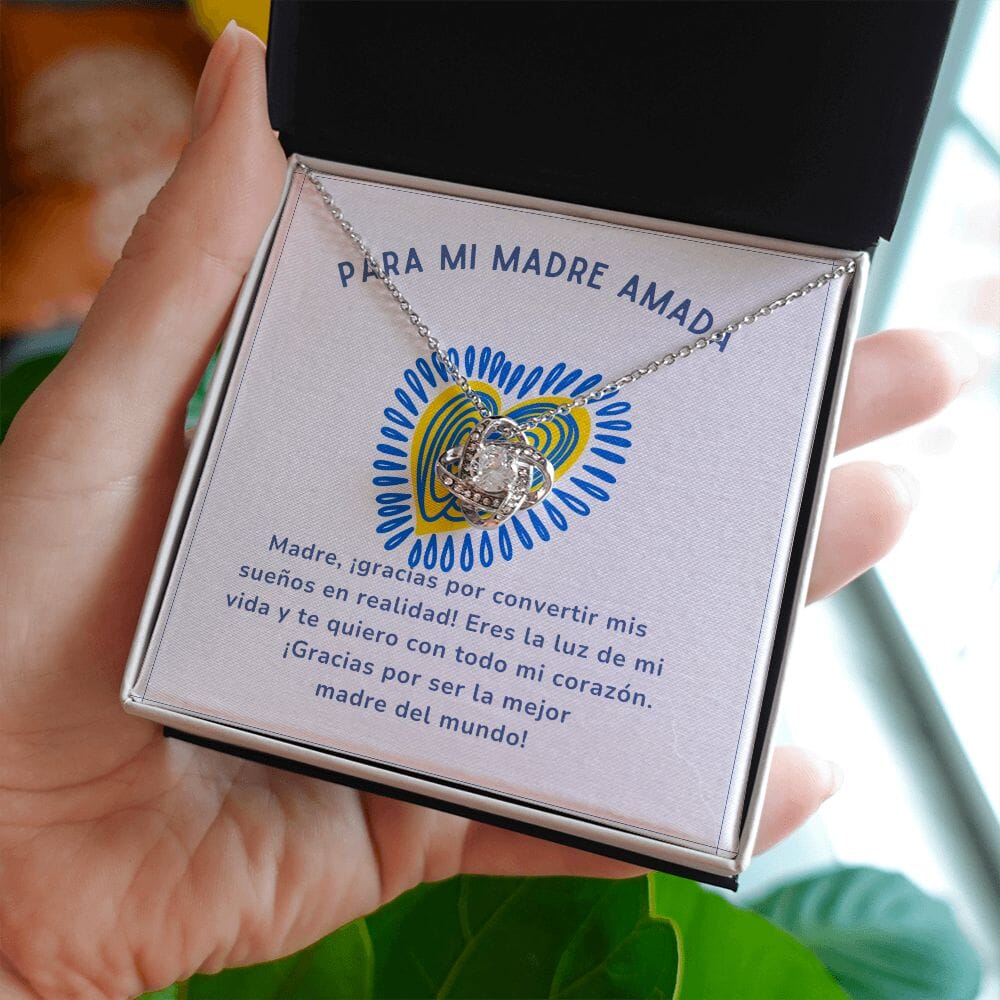 PARA MI MADRE AMADA
Madre, ¡gracias por convertir mis
sueños en realidad! Eres la luz de mi
vida y te quiero con todo mi corazón.
¡Gracias por ser la mejor
madre del mundo!